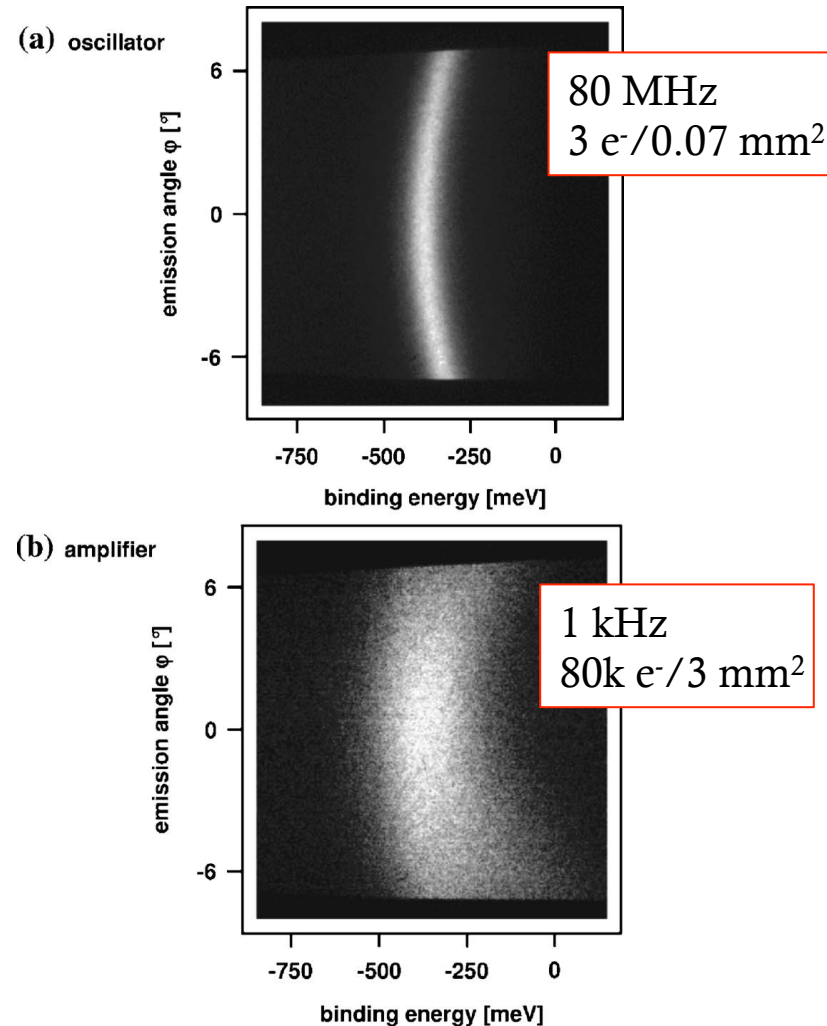 (a) oscillator
80 MHz
3 e-/0.07 mm²
emission angle φ [°]
6
0
-6
-750 -500 -250 0
binding energy [meV]
(b) amplifier
1 kHz
80k e-/3 mm²
emission angle φ [°]
6
0
-6
-750 -500 -250 0
binding energy [meV]